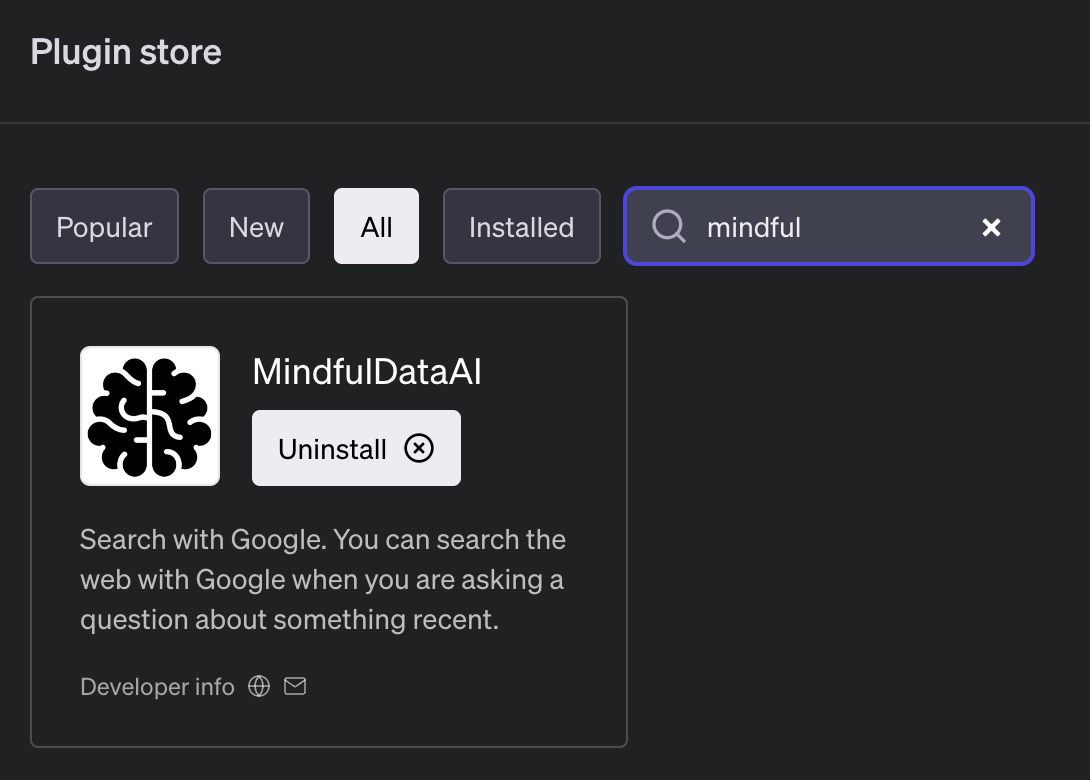 Plugin store
Popular
New
All
Installed
mindful
MindfulDataAI
Uninstall
Search with Google. You can search the
web with Google when you are asking a
question about something recent.
Developer info